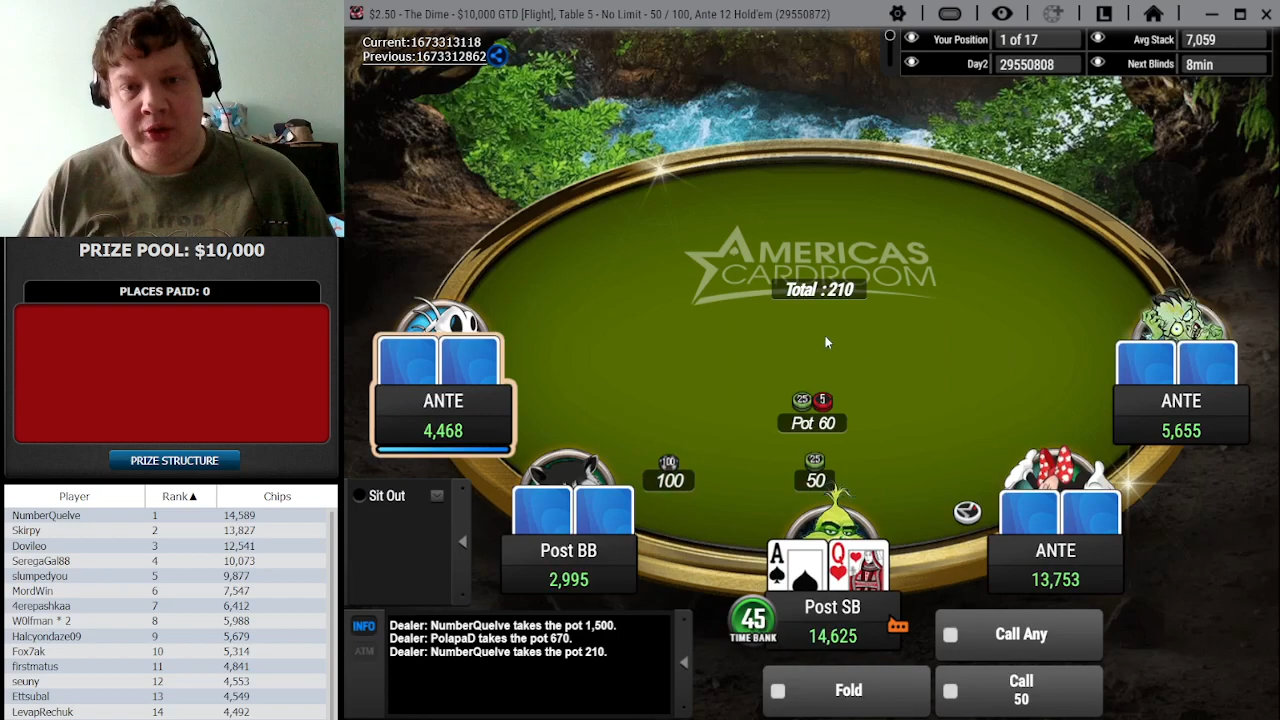 $2.50 - The Dime - $10,000 GTD [Flight], Table 5 - No Limit - 50 / 100, Ante 12 Hold'em (29550872)
Current:1673313118
Previous:1673312862
Your Position 1 of 17 Avg Stack 7,059
Day2 29550808 Next Blinds 8min
PRIZE POOL: $10,000
PLACES PAID: 0
PRIZE STRUCTURE
AMERICAS
CARDROOM
Total : 210
25 5
Pot 60
100
100
25
50
ANTE
4,468
ANTE
5,655
Post BB
2,995
ANTE
13,753
A Q
Post SB
14,625
45
TIME BANK
Sit Out
INFO
ATM
Dealer: NumberQuelve takes the pot 1,500.
Dealer: PolapaD takes the pot 670.
Dealer: NumberQuelve takes the pot 210.
Call Any
Fold
Call
50
Player Rank▲ Chips
NumberQuelve 1 14,589
Skirpy 2 13,827
Dovileo 3 12,541
SeregaGal88 4 10,073
slumpedyou 5 9,877
MordWin 6 7,547
4erepashkaa 7 6,412
W0lfman * 2 8 5,988
Halcyondaze09 9 5,679
Fox7ak 10 5,314
firstmatus 11 4,841
seuny 12 4,553
Ettsubal 13 4,549
LevapRechuk 14 4,492